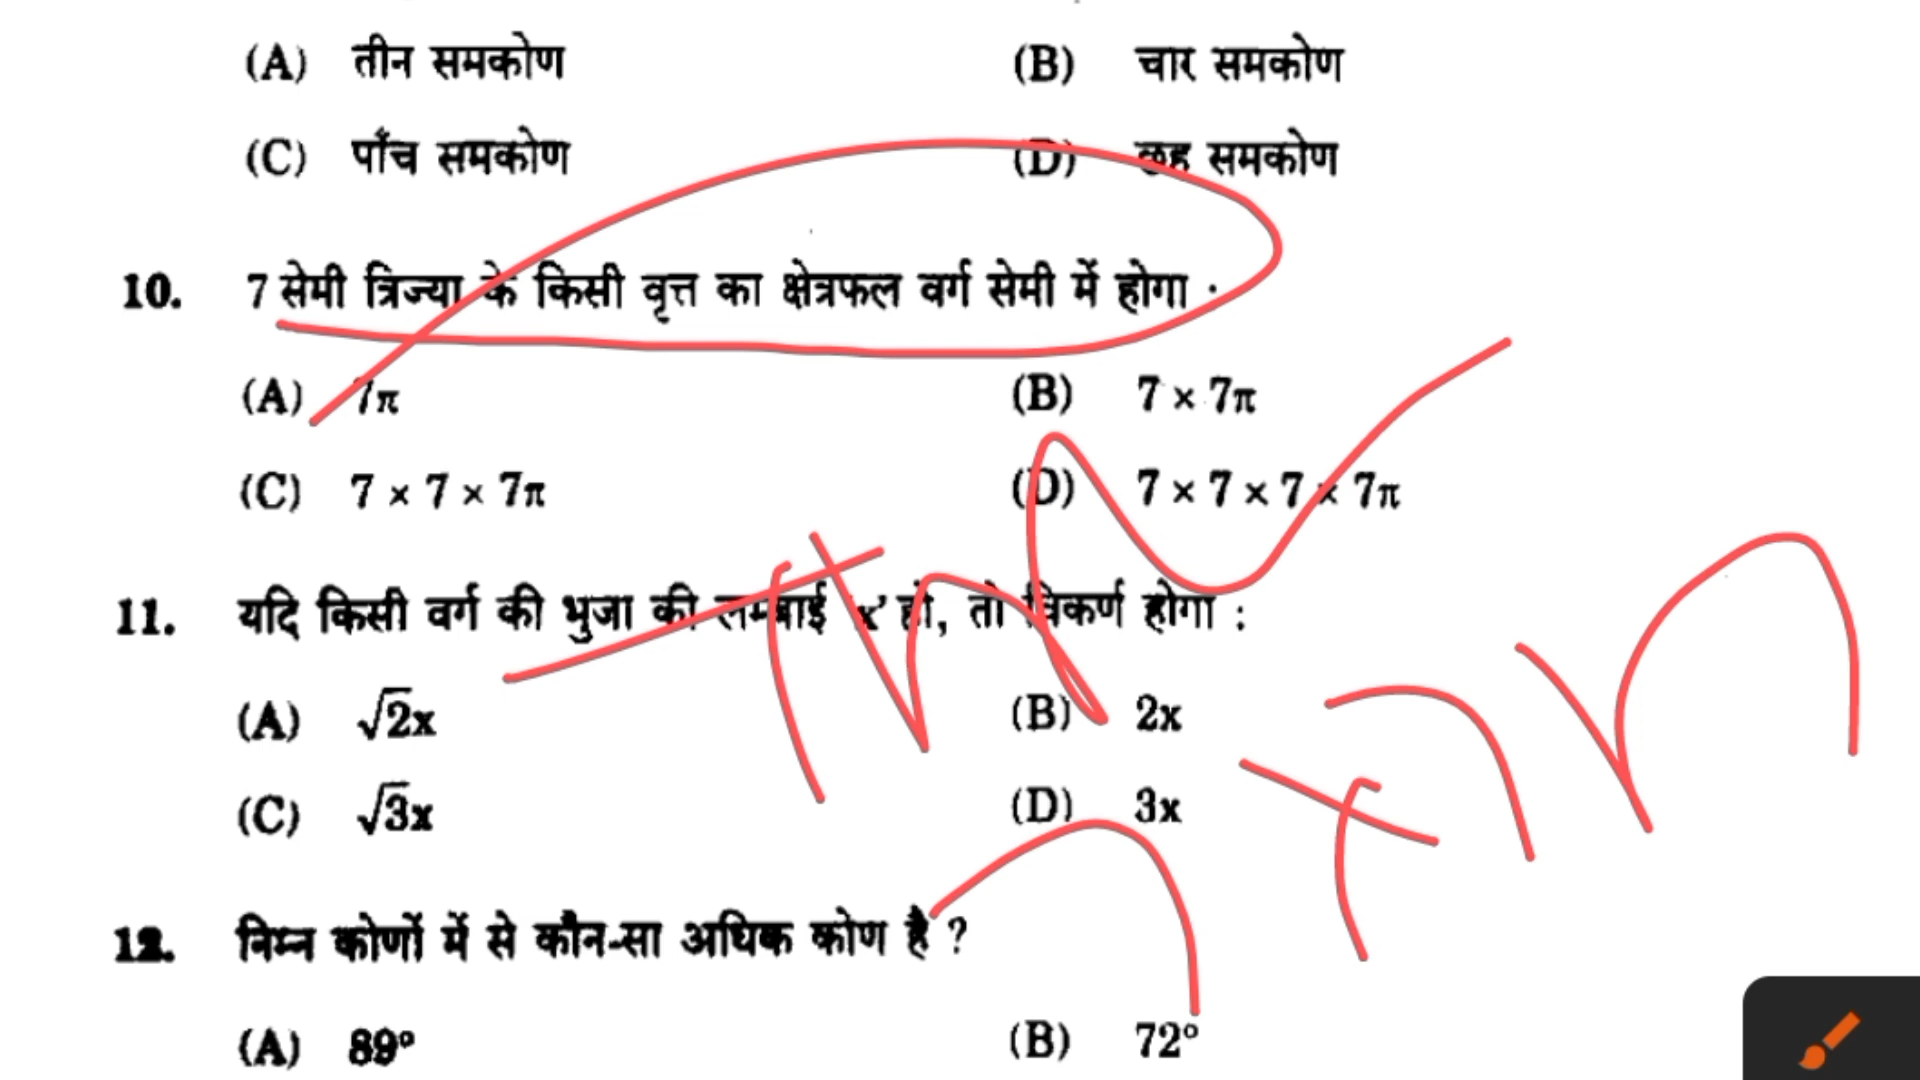 (A) तीन समकोण (B) चार समकोण
(C) पाँच समकोण (D) छह समकोण
10. 7 सेमी त्रिज्या के किसी वृत्त का क्षेत्रफल वर्ग सेमी में होगा :
(A) 7π (B) 7 × 7π
(C) 7 × 7 × 7π (D) 7 × 7 × 7 × 7π
11. यदि किसी वर्ग की भुजा की लम्बाई 'x' हो, तो विकर्ण होगा :
(A) √2x (B) 2x
(C) √3x (D) 3x
12. निम्न कोणों में से कौन-सा अधिक कोण है ?
(A) 89° (B) 72°